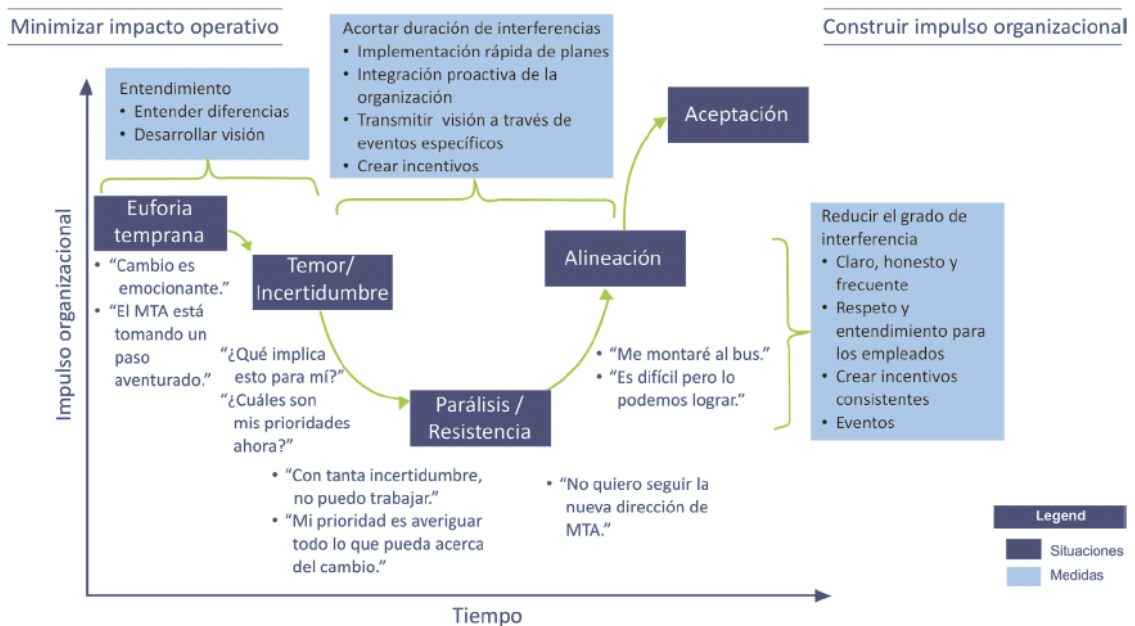 Minimizar impacto operativo
Construir impulso organizacional
Entendimiento
• Entender diferencias
• Desarrollar visión
Acortar duración de interferencias
• Implementación rápida de planes
• Integración proactiva de la
organización
• Transmitir visión a través de
eventos específicos
• Crear incentivos
Aceptación
Impulso organizacional
Euforia
temprana
• “Cambio es
emocionante.”
• “El MTA está
tomando un
paso
aventurado.”
Temor/
Incertidumbre
“¿Qué implica
esto para mí?”
“¿Cuáles son
mis prioridades
ahora?”
Parálisis /
Resistencia
• “Con tanta incertidumbre,
no puedo trabajar.”
• “Mi prioridad es averiguar
todo lo que pueda acerca
del cambio.”
• “No quiero seguir la
nueva dirección de
MTA.”
Alineación
• “Me montaré al bus.”
• “Es difícil pero lo
podemos lograr.”
Reducir el grado de
interferencia
• Claro, honesto y
frecuente
• Respeto y
entendimiento para
los empleados
• Crear incentivos
consistentes
• Eventos
Legend
Situaciones
Medidas
Tiempo